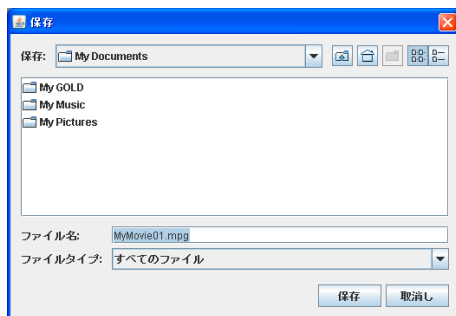 保存
保存: My Documents
My GOLD
My Music
My Pictures
ファイル名: MyMovie01.mpg
ファイルタイプ: すべてのファイル
保存 取消し